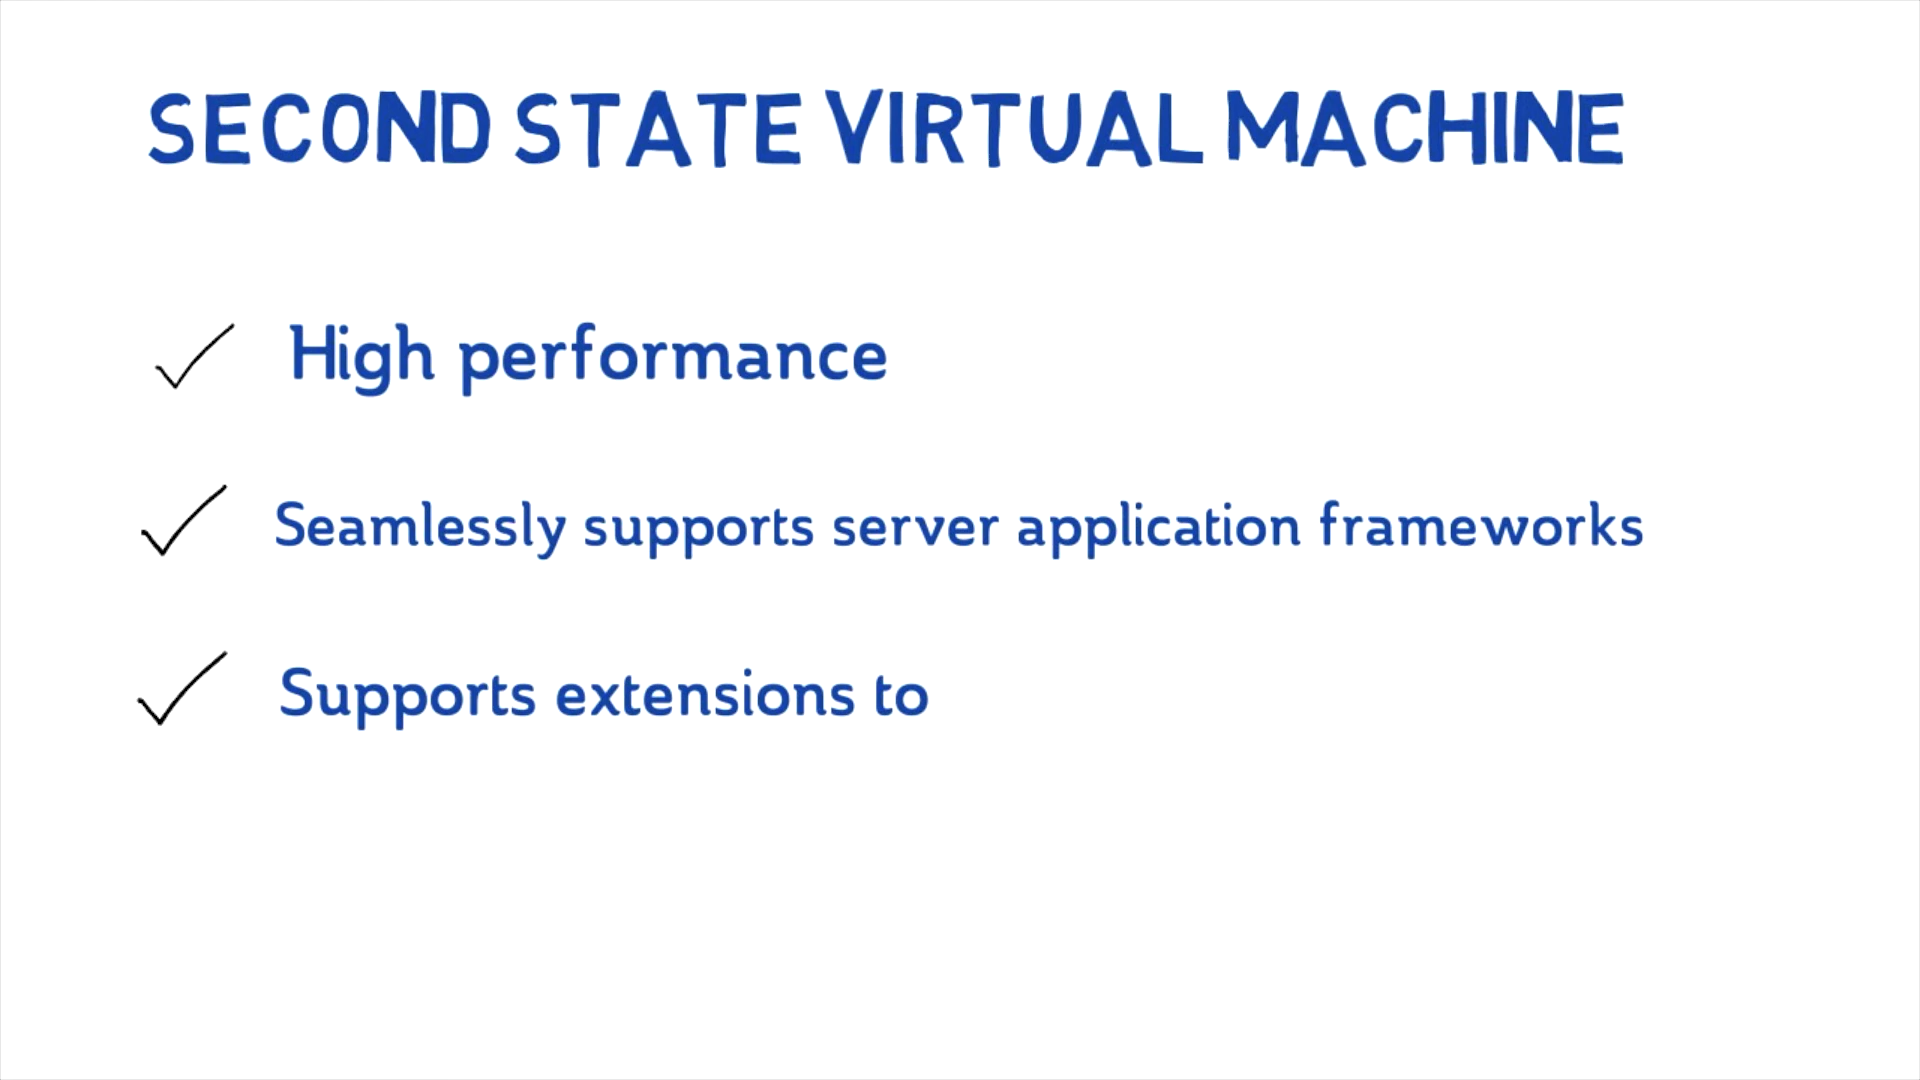 SECOND STATE VIRTUAL MACHINE
High performance
Seamlessly supports server application frameworks
Supports extensions to